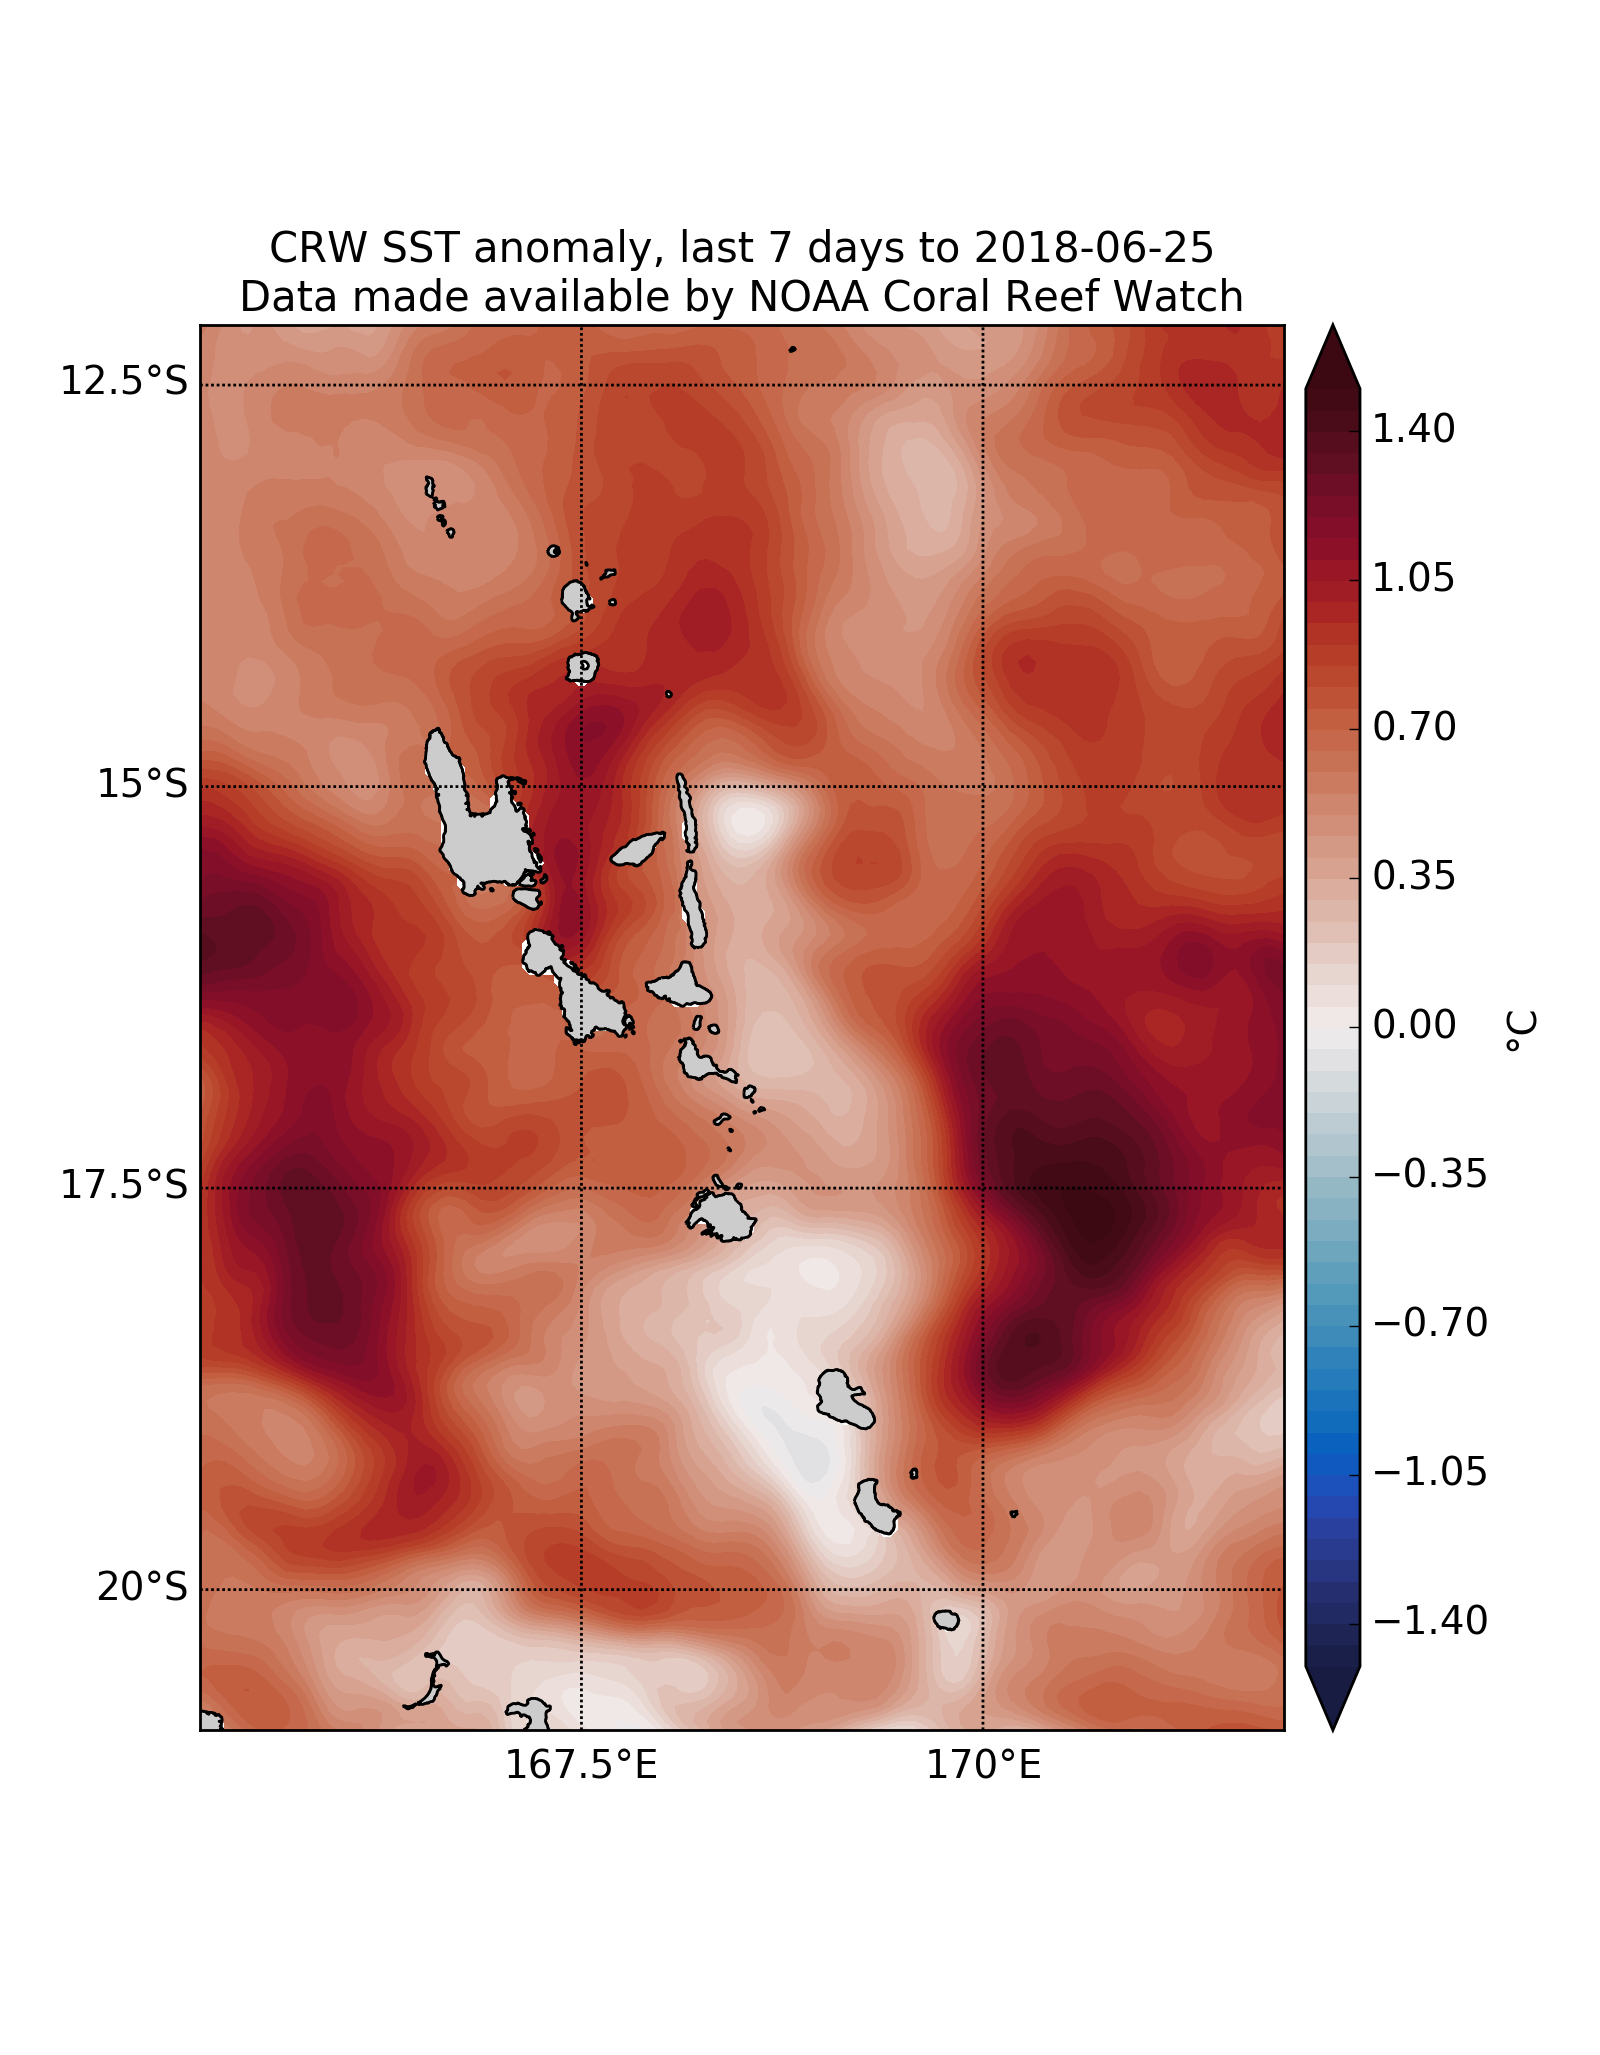 CRW SST anomaly, last 7 days to 2018-06-25
Data made available by NOAA Coral Reef Watch
12.5°S
15°S
17.5°S
20°S
167.5°E
170°E
1.40
1.05
0.70
0.35
0.00
−0.35
−0.70
−1.05
−1.40
°C